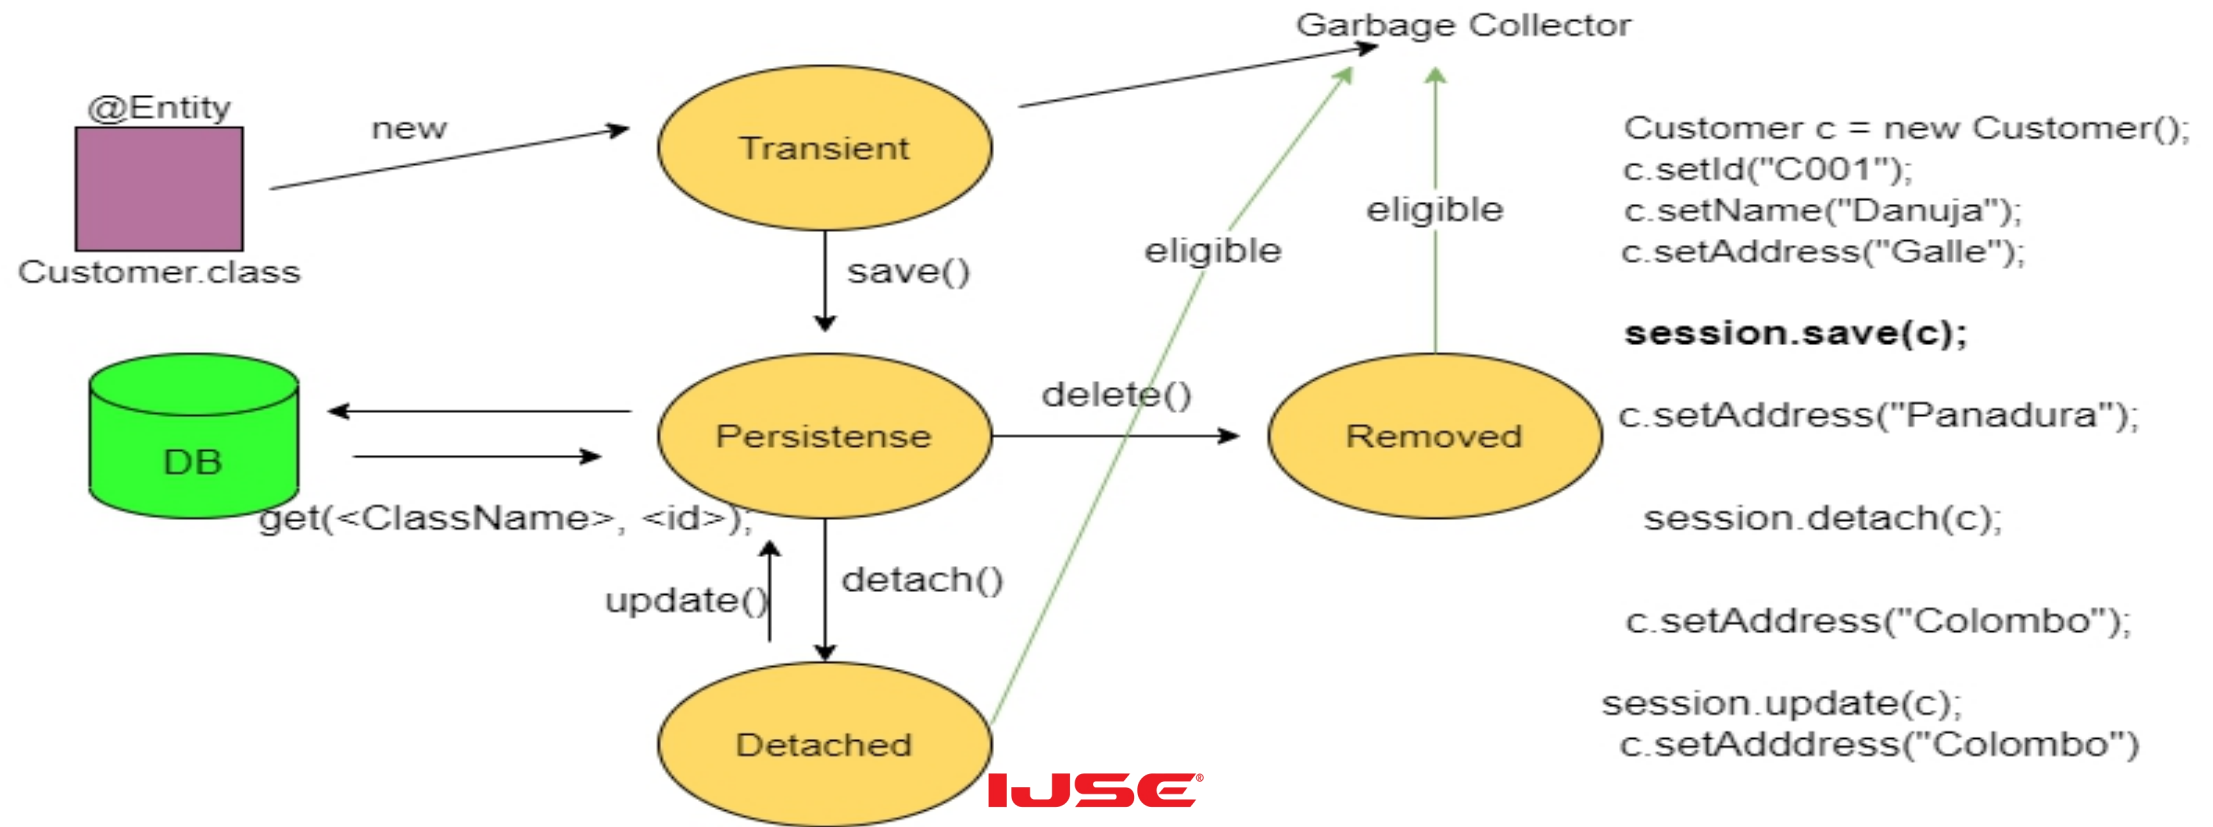 Garbage Collector
@Entity
new
Transient
Customer.class
save()
eligible
eligible
DB
Persistense
delete()
Removed
get(<ClassName>, <id>);
update()
detach()
Detached
IJSE®
Customer c = new Customer();
c.setId("C001");
c.setName("Danuja");
c.setAddress("Galle");
session.save(c);
c.setAddress("Panadura");
session.detach(c);
c.setAddress("Colombo");
session.update(c);
c.setAdddress("Colombo")